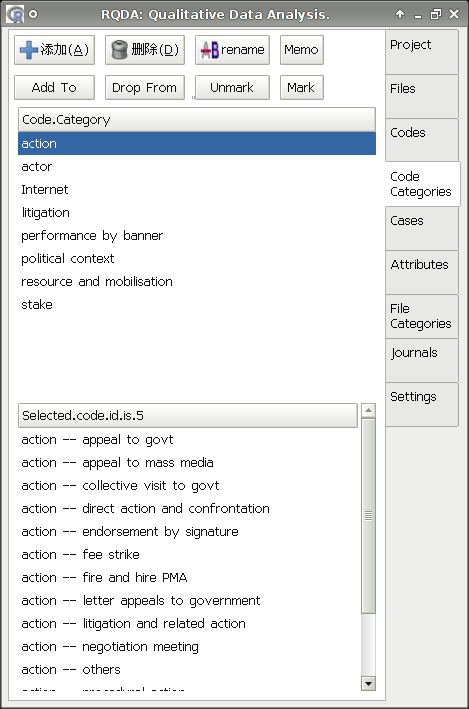 RQDA: Qualitative Data Analysis.
添加(A)
删除(D)
rename
Memo
Add To
Drop From
Unmark
Mark
Code.Category
action
actor
Internet
litigation
performance by banner
political context
resource and mobilisation
stake
Selected.code.id.is.5
action -- appeal to govt
action -- appeal to mass media
action -- collective visit to govt
action -- direct action and confrontation
action -- endorsement by signature
action -- fee strike
action -- fire and hire PMA
action -- letter appeals to government
action -- litigation and related action
action -- negotiation meeting
action -- others
action -- procedural action
Project
Files
Codes
Code
Categories
Cases
Attributes
File
Categories
Journals
Settings